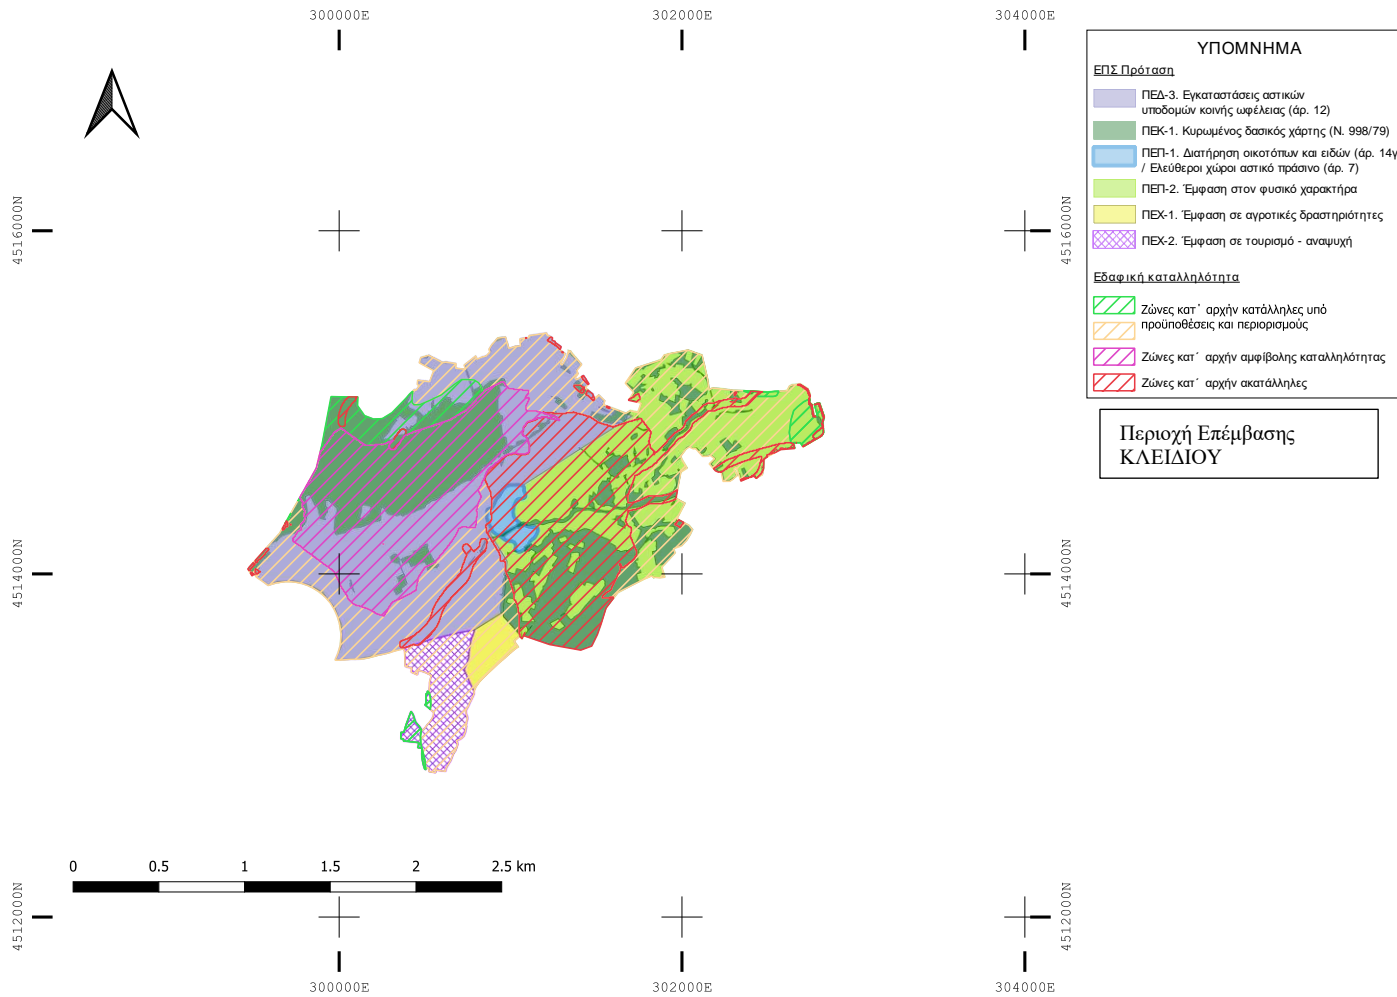 300000E
302000E
304000E
ΥΠΟΜΝΗΜΑ
ΕΠΣ Πρόταση
ΠΕΔ-3. Εγκαταστάσεις αστικών
υποδομών κοινής ωφέλειας (άρ. 12)
ΠΕΚ-1. Κυρωμένος δασικός χάρτης (Ν. 998/79)
ΠΕΠ-1. Διατήρηση οικοτόπων και ειδών (άρ. 14γ
/ Ελεύθεροι χώροι αστικό πράσινο (άρ. 7)
ΠΕΠ-2. Έμφαση στον φυσικό χαρακτήρα
ΠΕΧ-1. Έμφαση σε αγροτικές δραστηριότητες
ΠΕΧ-2. Έμφαση σε τουρισμό - αναψυχή
Εδαφική καταλληλότητα
Ζώνες κατ΄ αρχήν κατάλληλες υπό
προϋποθέσεις και περιορισμούς
Ζώνες κατ΄ αρχήν αμφίβολης καταλληλότητας
Ζώνες κατ΄ αρχήν ακατάλληλες
Περιοχή Επέμβασης
ΚΛΕΙΔΙΟΥ
4516000N
4516000N
4514000N
4514000N
0 0.5 1 1.5 2 2.5 km
4512000N
4512000N
300000E
302000E
304000E